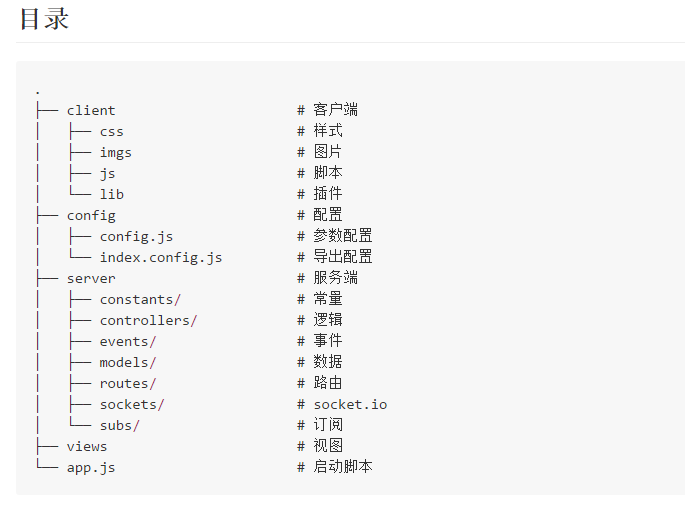 目录
.
├── client                      # 客户端
│   ├── css                     # 样式
│   ├── imgs                    # 图片
│   ├── js                      # 脚本
│   └── lib                     # 插件
├── config                      # 配置
│   ├── config.js               # 参数配置
│   └── index.config.js         # 导出配置
├── server                      # 服务端
│   ├── constants/              # 常量
│   ├── controllers/            # 逻辑
│   ├── events/                 # 事件
│   ├── models/                 # 数据
│   ├── routes/                 # 路由
│   ├── sockets/                # socket.io
│   └── subs/                   # 订阅
├── views                       # 视图
└── app.js                      # 启动脚本